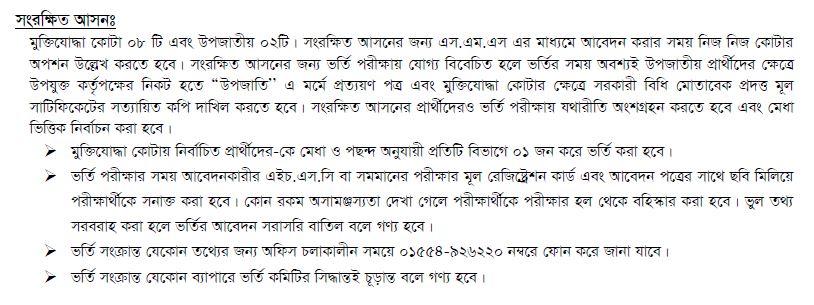 সংরক্ষিত আসনঃ
মুক্তিযোদ্ধা কোটা ০৮ টি এবং উপজাতীয় ০২টি। সংরক্ষিত আসনের জন্য এস.এম.এস এর মাধ্যমে আবেদন করার সময় নিজ নিজ কোটার
অপশন উল্লেখ করতে হবে। সংরক্ষিত আসনের জন্য ভর্তি পরীক্ষায় যোগ্য বিবেচিত হলে ভর্তির সময় অবশ্যই উপজাতীয় প্রার্থীদের ক্ষেত্রে
উপযুক্ত কর্তৃপক্ষের নিকট হতে “উপজাতি” এ মর্মে প্রত্যয়ণ পত্র এবং মুক্তিযোদ্ধা কোটার ক্ষেত্রে সরকারী বিধি মোতাবেক প্রদত্ত মূল
সাটিফিকেটের সত্যায়িত কপি দাখিল করতে হবে। সংরক্ষিত আসনের প্রার্থীদেরও ভর্তি পরীক্ষায় যথারীতি অংশগ্রহন করতে হবে এবং মেধা
ভিত্তিক নির্বাচন করা হবে।
➢ মুক্তিযোদ্ধা কোটায় নির্বাচিত প্রার্থীদের-কে মেধা ও পছন্দ অনুযায়ী প্রতিটি বিভাগে ০১ জন করে ভর্তি করা হবে।
➢ ভর্তি পরীক্ষার সময় আবেদনকারীর এইচ.এস.সি বা সমমানের পরীক্ষার মূল রেজিষ্ট্রেশন কার্ড এবং আবেদন পত্রের সাথে ছবি মিলিয়ে
পরীক্ষার্থীকে সনাক্ত করা হবে। কোন রকম অসামঞ্জস্যতা দেখা গেলে পরীক্ষার্থীকে পরীক্ষার হল থেকে বহিস্কার করা হবে। ভুল তথ্য
সরবরাহ করা হলে ভর্তির আবেদন সরাসরি বাতিল বলে গণ্য হবে।
➢ ভর্তি সংক্রান্ত যেকোন তথ্যের জন্য অফিস চলাকালীন সময়ে ০১৫৫৪-৯২৬২২০ নম্বরে ফোন করে জানা যাবে।
➢ ভর্তি সংক্রান্ত যেকোন ব্যাপারে ভর্তি কমিটির সিদ্ধান্তই চূড়ান্ত বলে গণ্য হবে।